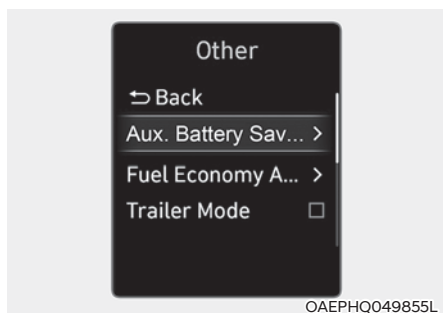 Other
Back
Aux. Battery Sav... >
Fuel Economy A... >
Trailer Mode
OAEPHQ049855L